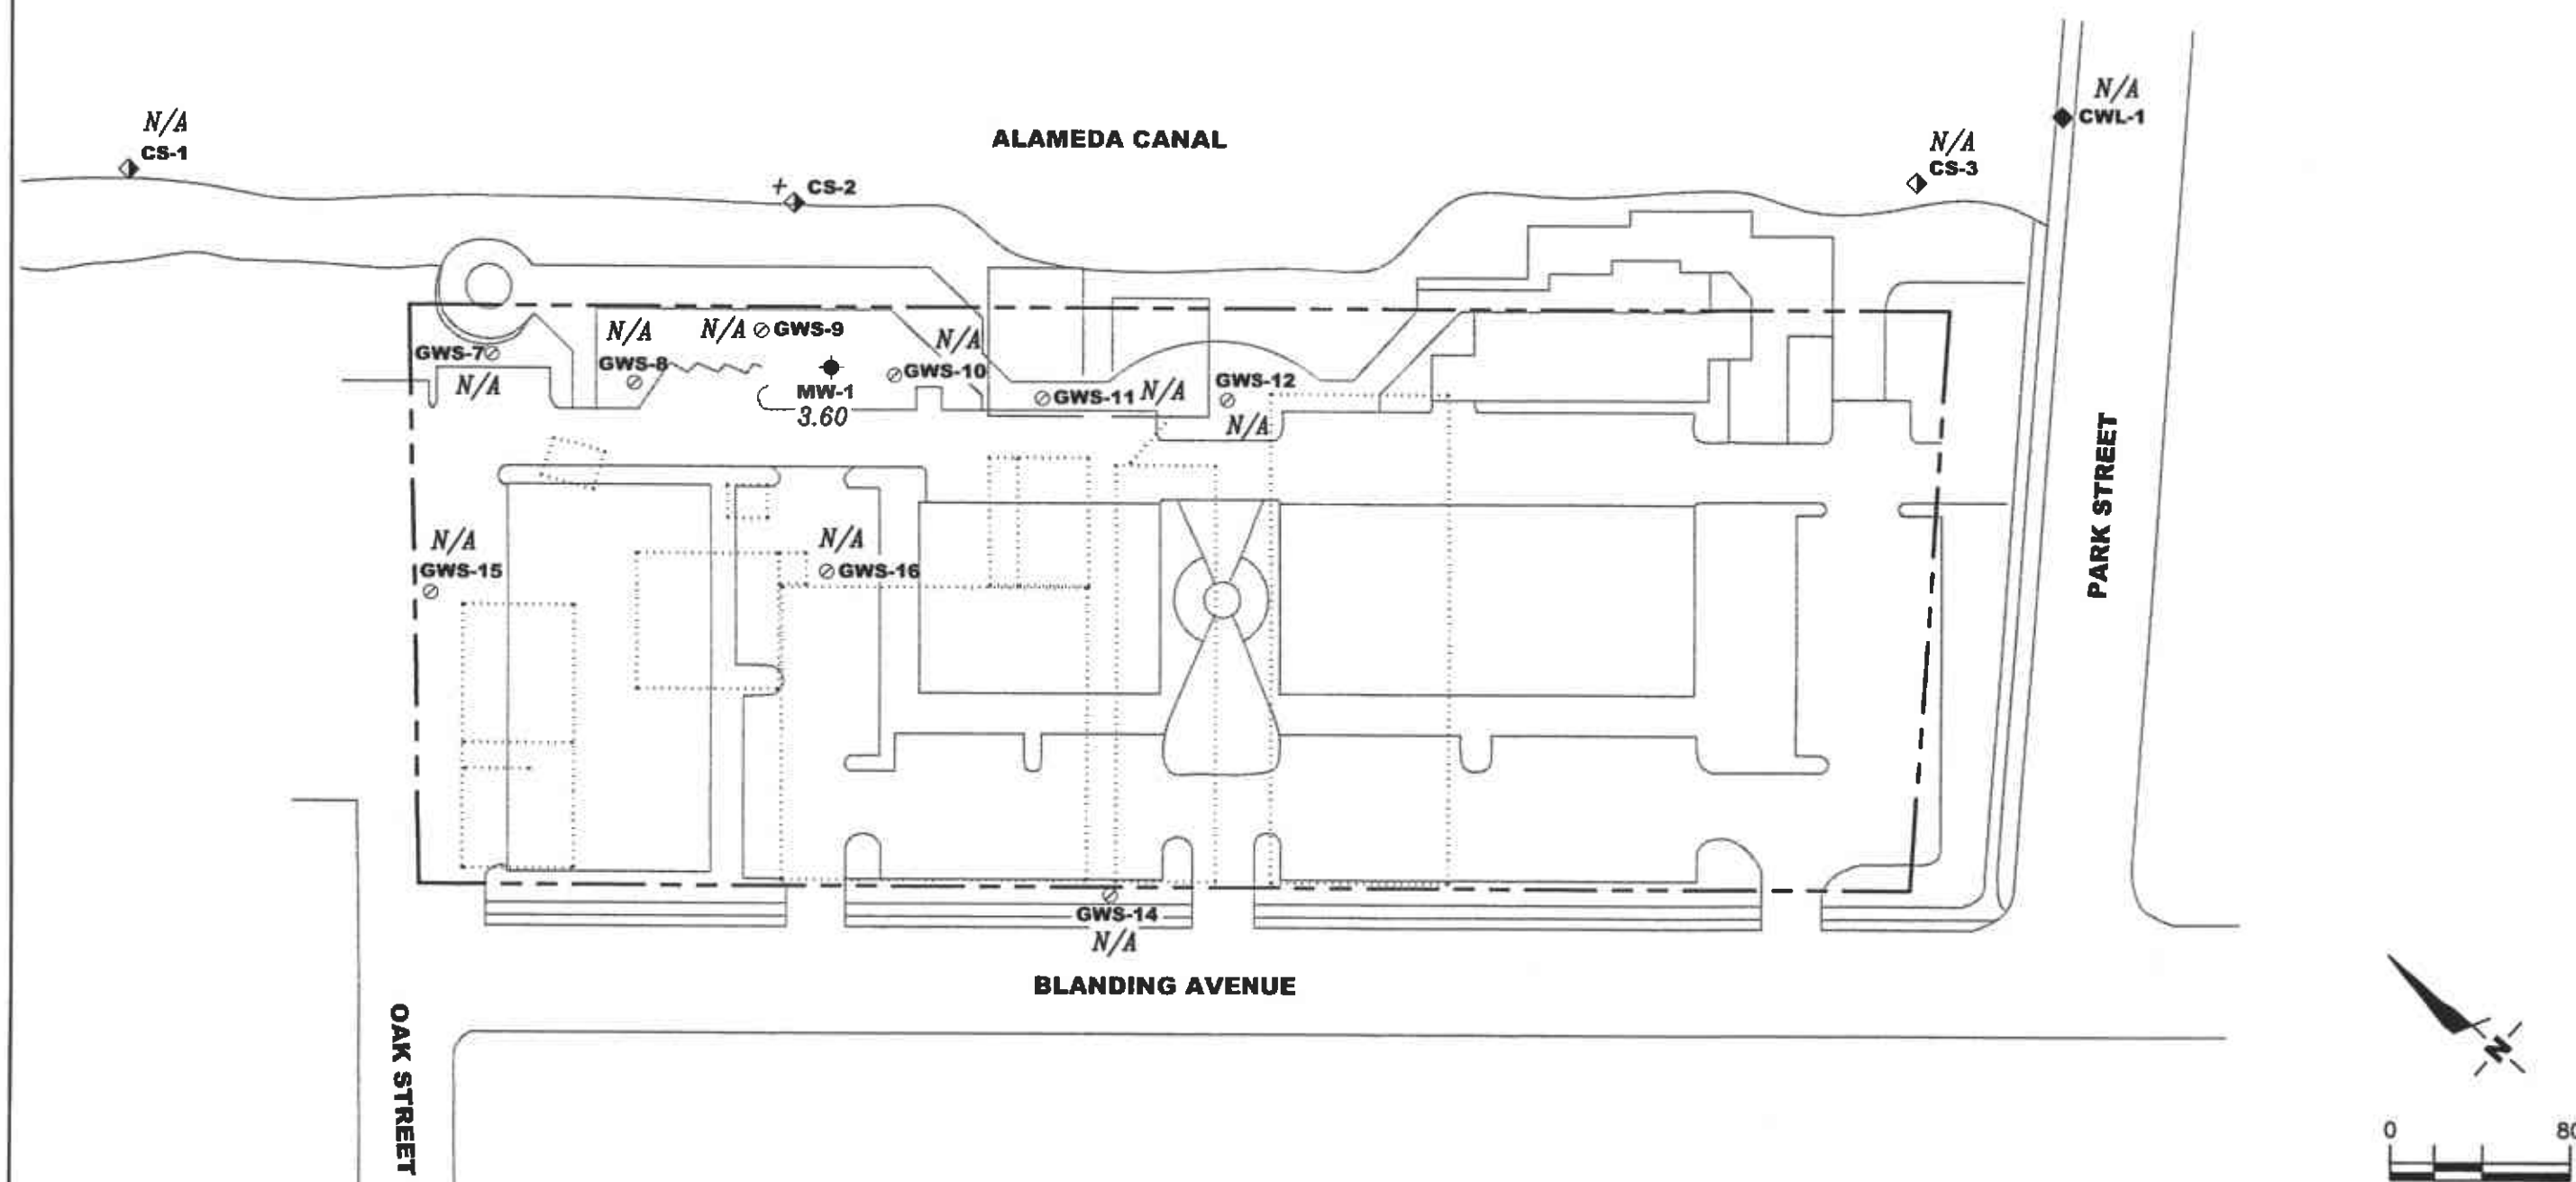 N/A
CWL-1
N/A
CS-1
ALAMEDA CANAL
N/A
CS-3
+ CS-2
N/A
N/A GWS-9
N/A
GWS-7
GWS-8
GWS-10
N/A
MW-1
3.60
GWS-11 N/A
GWS-12
N/A
PARK STREET
N/A
GWS-15
N/A
GWS-16
GWS-14
N/A
BLANDING AVENUE
OAK STREET
N
0
80